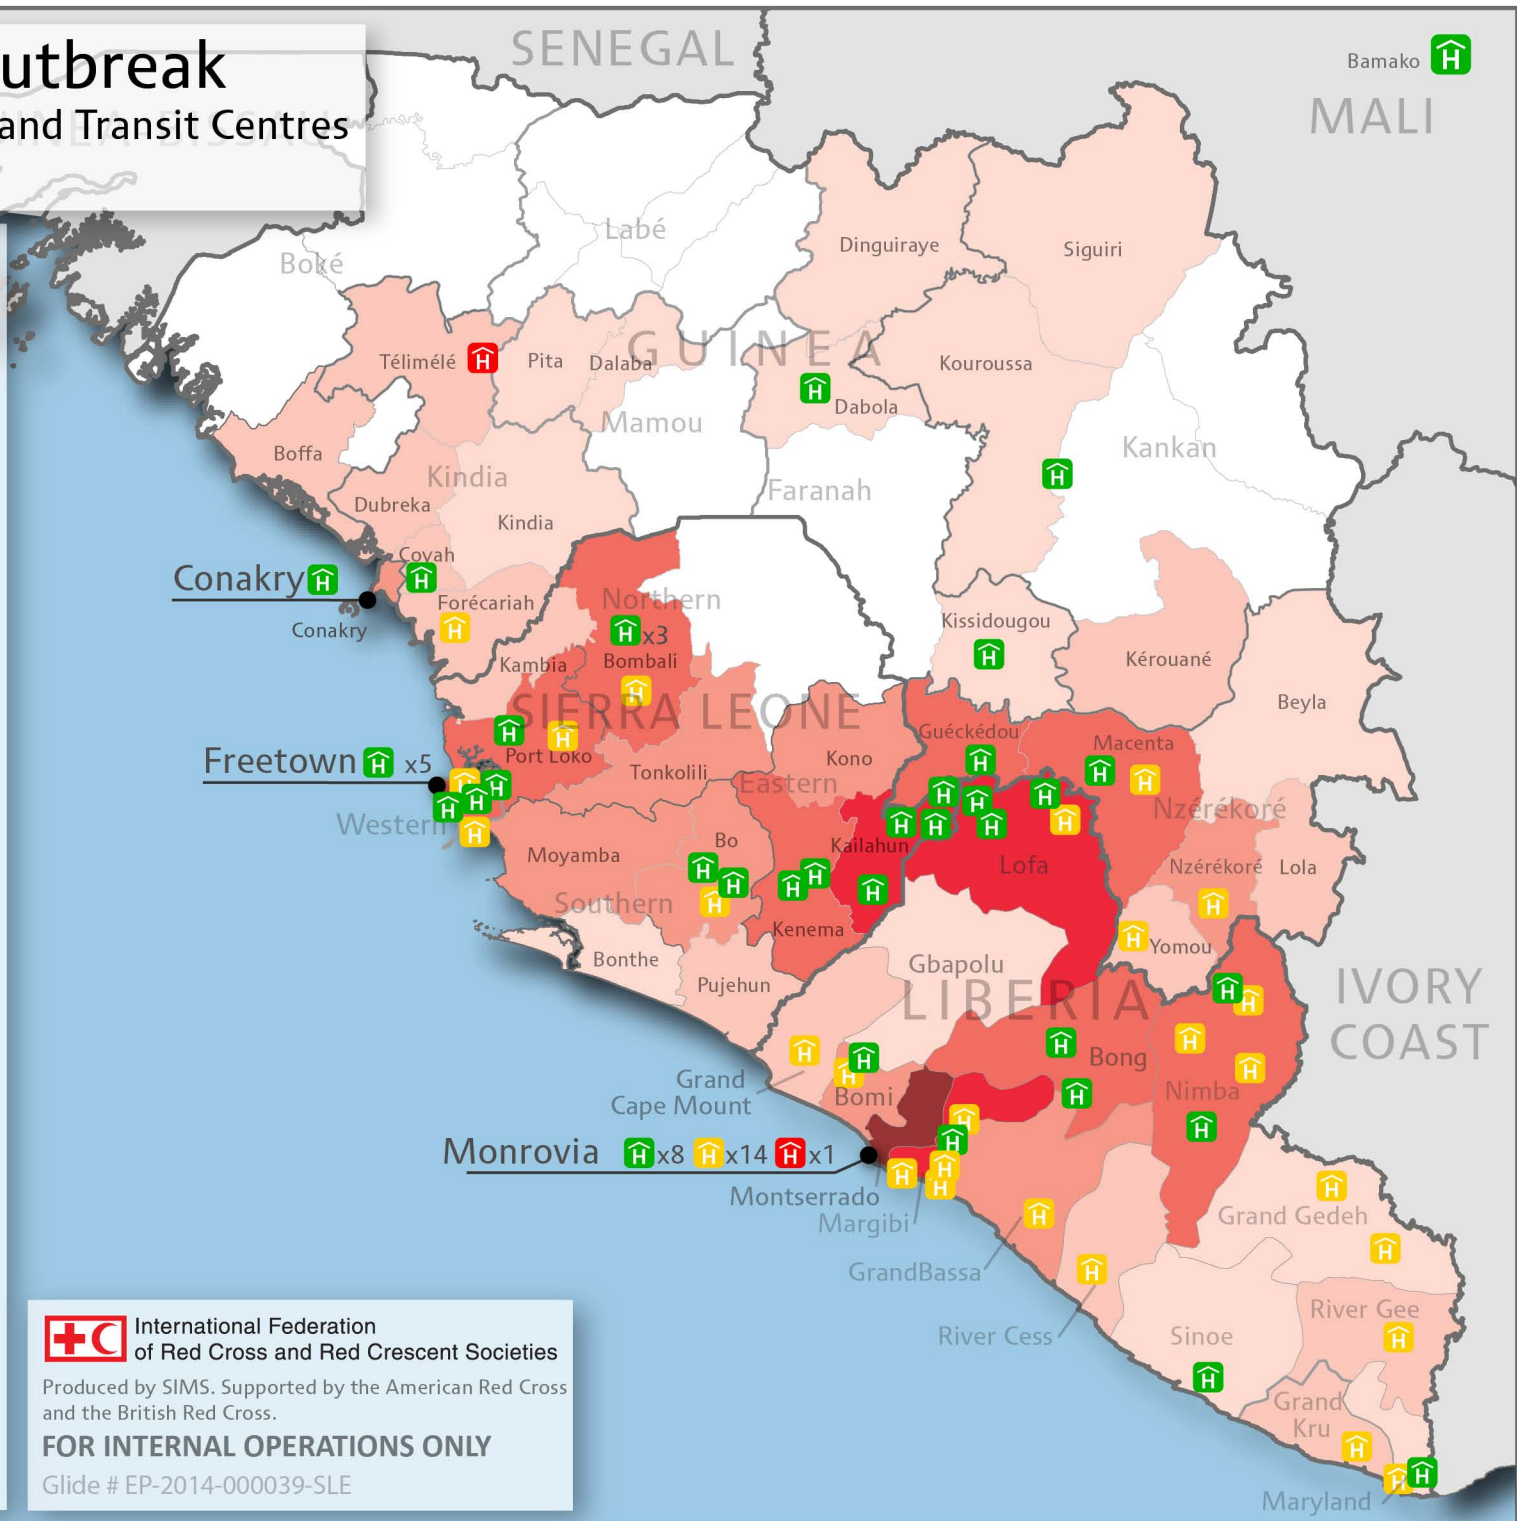 utbreak
and Transit Centres
GUINEA-BISSAU
SENEGAL
Bamako H
MALI
Labé
Boké
Dinguiraye
Siguiri
GUINEA
Télimélé H
Pita
Dalaba
Kouroussa
H
Dabola
Mamou
Boffa
Kankan
Kindia
Faranah
H
Dubreka
Kindia
Coyah
Conakry H
H
Forécariah
H
Conakry
Northern
H x3
Kissidougou
H
Kambia
Bombali
H
Kérouané
Beyla
SIERRA LEONE
H
H
Port Loko
Guéckédou
H
Macenta
H
H
Freetown H x5
Tonkolili
Kono
Eastern
H
H
H
H
H
Western
H
H
H
H
H
H
H
H
Nzérékoré
Moyamba
Bo
Kailahun
Lofa
Nzérékoré
Lola
H
H
H
H
H
H
H
Southern
H
Kenema
H
Yomou
Bonthe
Gbapolu
Pujehun
LIBERIA
H
H
IVORY
COAST
H
H
H
H
H
Bong
H
Grand
Cape Mount
Bomi
H
Nimba
H
H
H
Monrovia H x8 H x14 H x1
H
H
H
Montserrado
Margibi
H
Grand Gedeh
H
H
GrandBassa
H
River Cess
River Gee
H
Sinoe
H
Grand
Kru
H
H
H
Maryland
International Federation
of Red Cross and Red Crescent Societies
Produced by SIMS. Supported by the American Red Cross
and the British Red Cross.
FOR INTERNAL OPERATIONS ONLY
Glide # EP-2014-000039-SLE